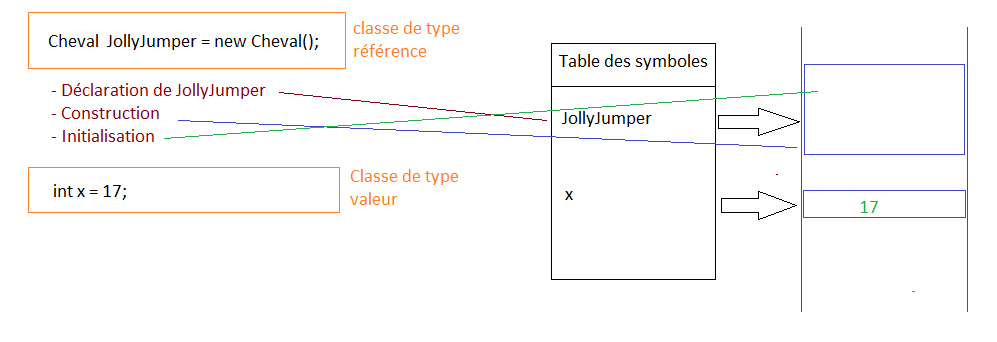 Cheval JollyJumper = new Cheval();
classe de type
référence
- Déclaration de JollyJumper
- Construction
- Initialisation
int x = 17;
Classe de type
valeur
Table des symboles
JollyJumper
x
17